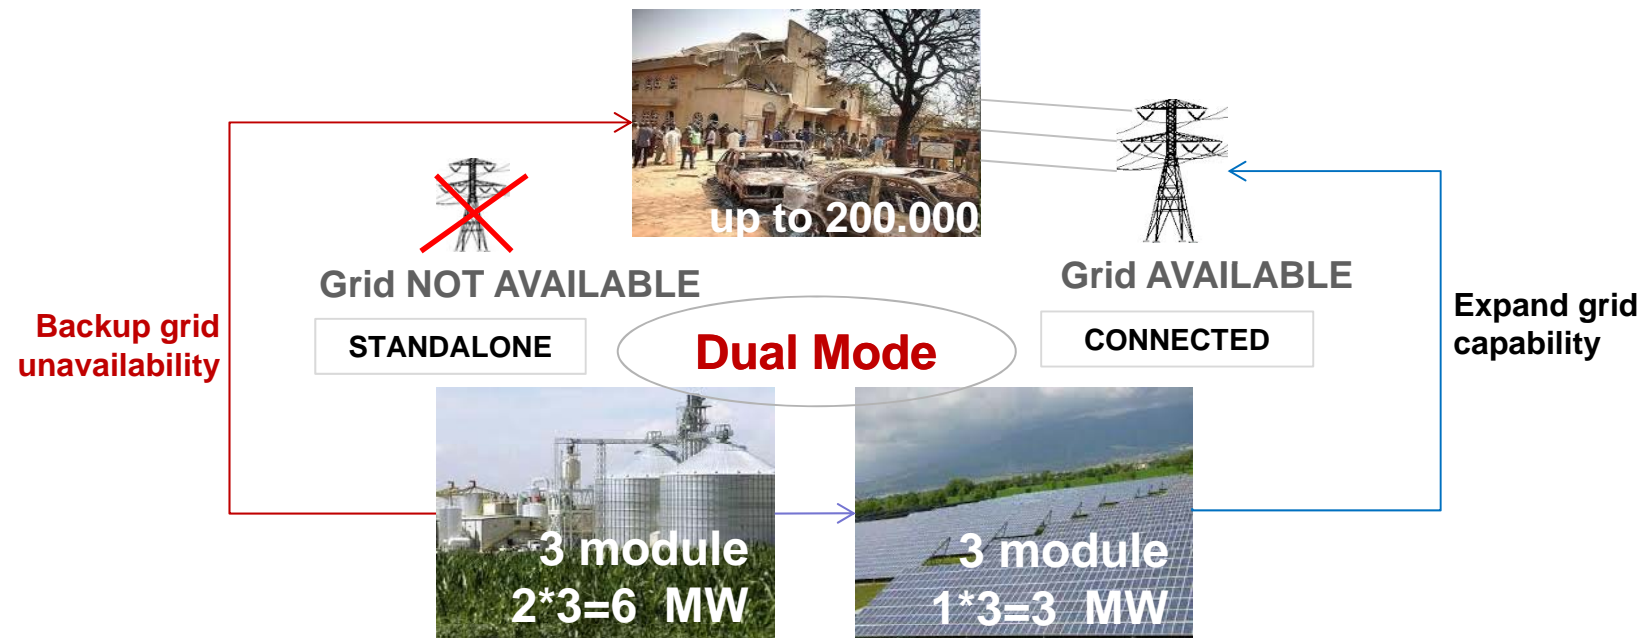 up to 200.000
Grid NOT AVAILABLE
Grid AVAILABLE
Backup grid
unavailability
STANDALONE
Dual Mode
CONNECTED
Expand grid
capability
3 module
2*3=6 MW
3 module
1*3=3 MW